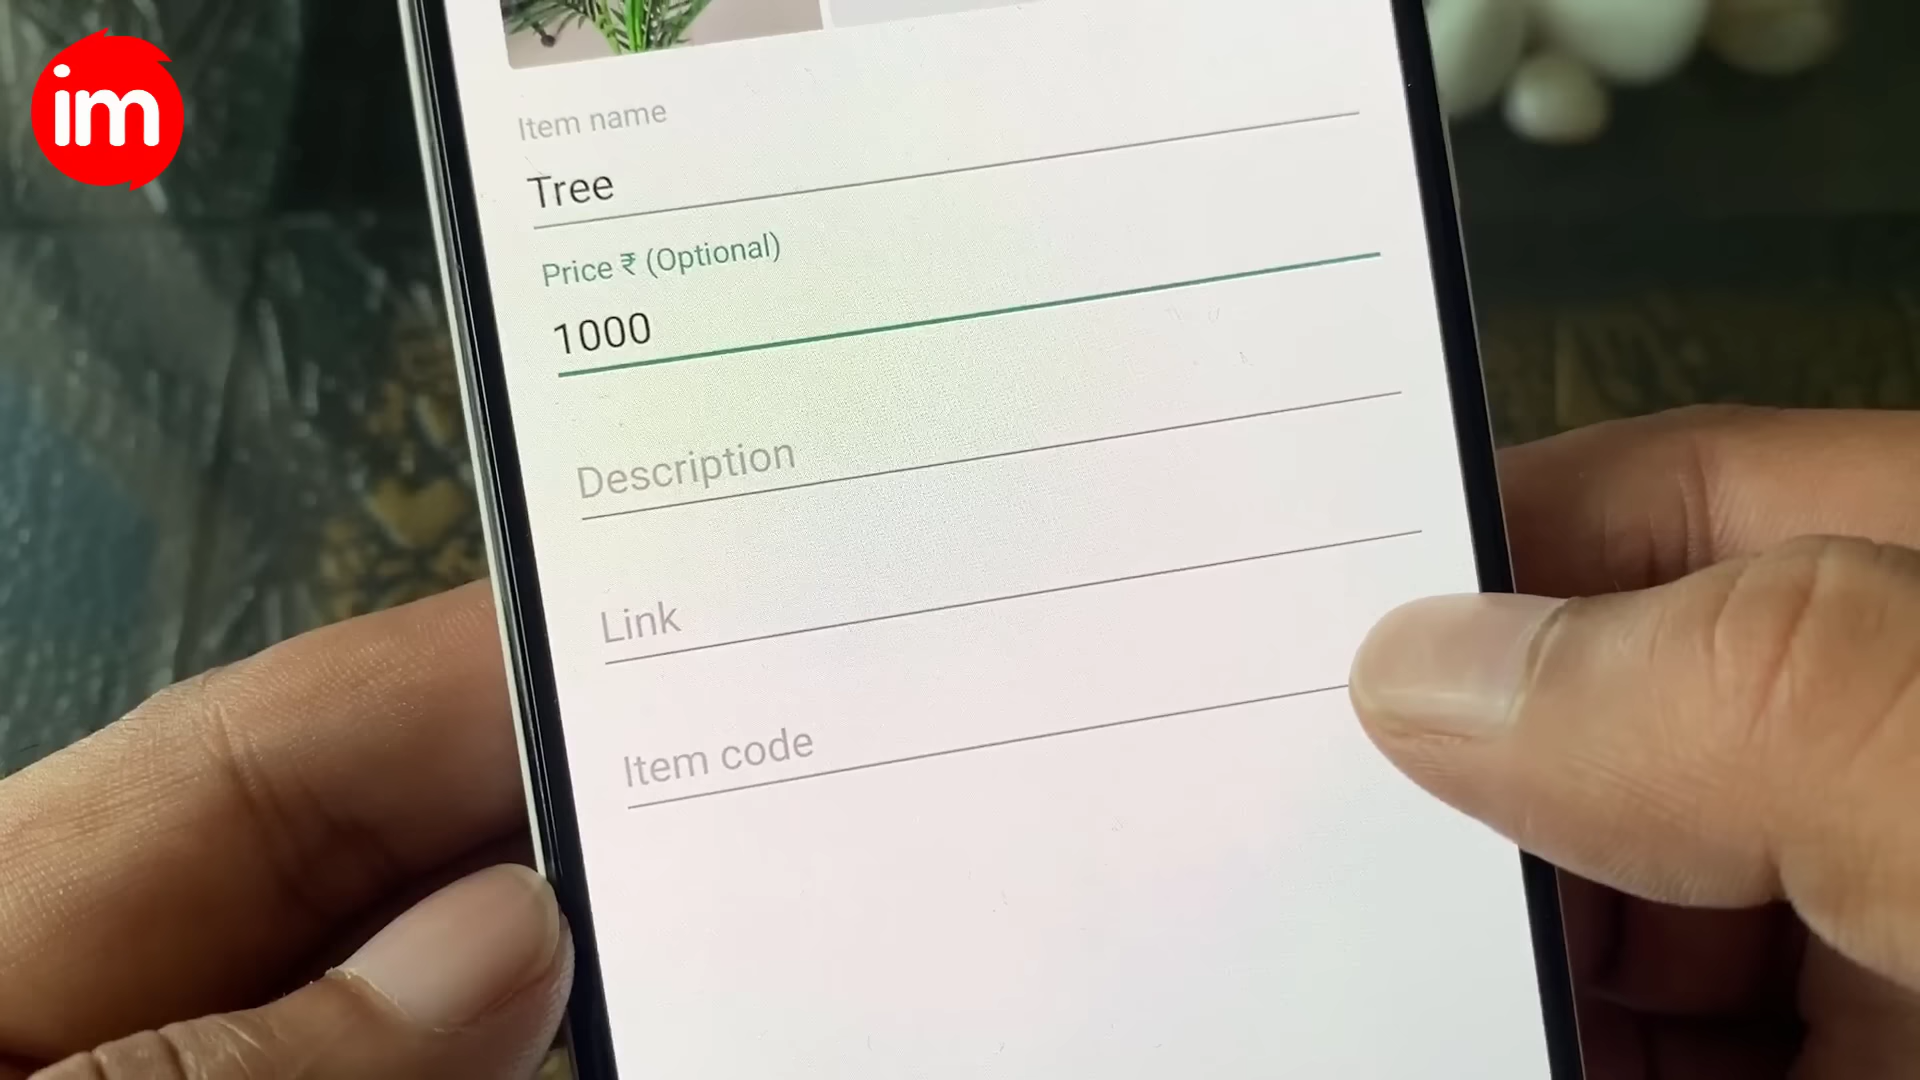 im
Item name
Tree
Price ₹ (Optional)
1000
Description
Link
Item code